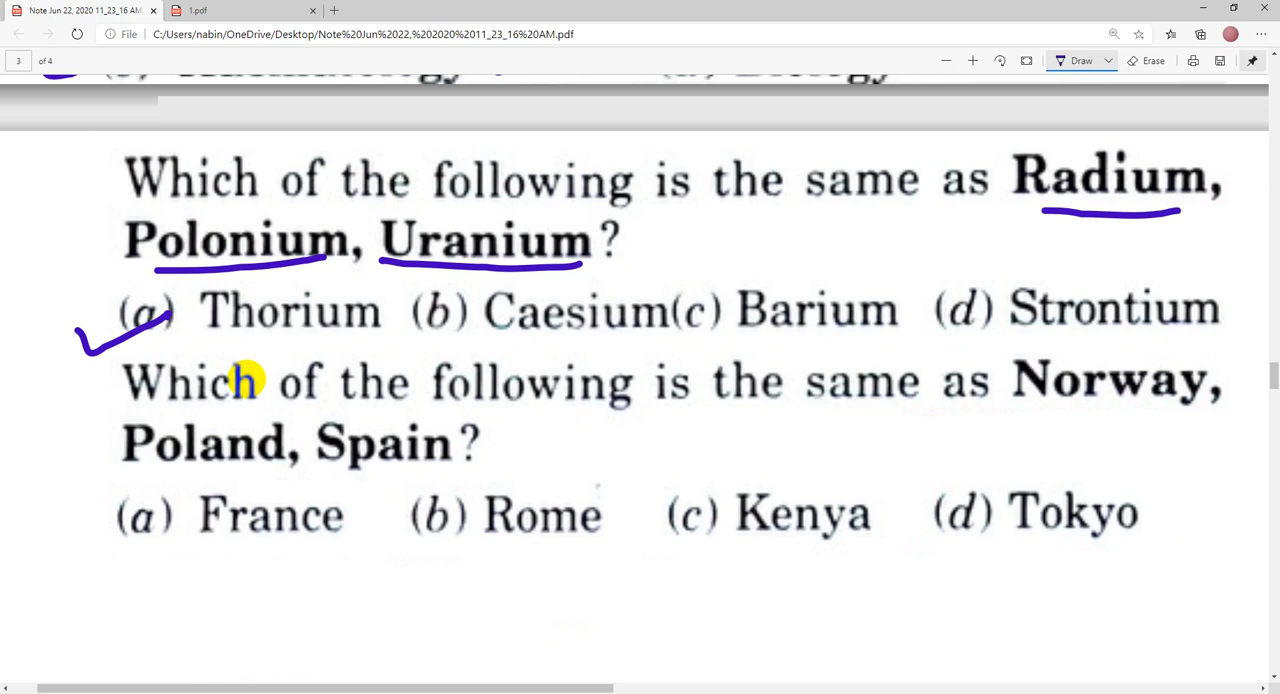 Note Jun 22, 2020 11_23_16 AM.
1.pdf
File C:/Users/nabin/OneDrive/Desktop/Note%20Jun%2022,%202020%2011_23_16%20AM.pdf
3 of 4 Draw Erase
Which of the following is the same as Radium,
Polonium, Uranium?
(a) Thorium (b) Caesium(c) Barium (d) Strontium
Which of the following is the same as Norway,
Poland, Spain?
(a) France (b) Rome (c) Kenya (d) Tokyo